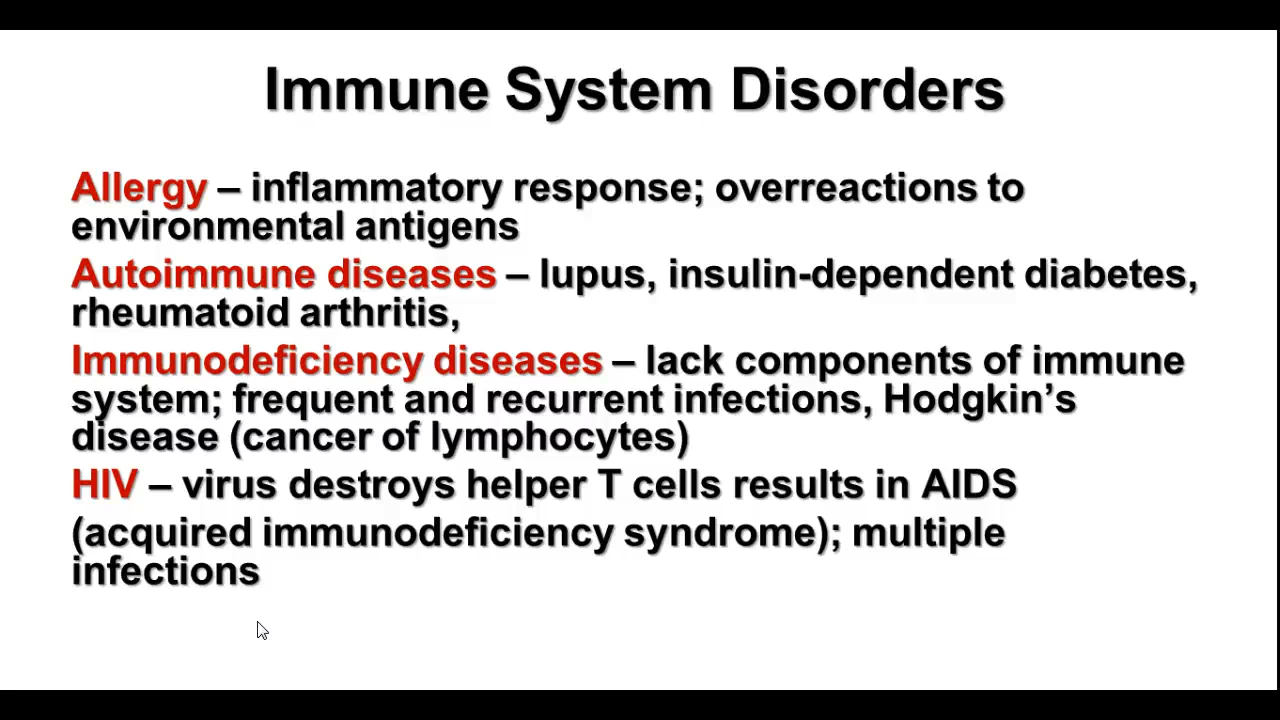 Immune System Disorders
Allergy – inflammatory response; overreactions to
environmental antigens
Autoimmune diseases – lupus, insulin-dependent diabetes,
rheumatoid arthritis,
Immunodeficiency diseases – lack components of immune
system; frequent and recurrent infections, Hodgkin’s
disease (cancer of lymphocytes)
HIV – virus destroys helper T cells results in AIDS
(acquired immunodeficiency syndrome); multiple
infections